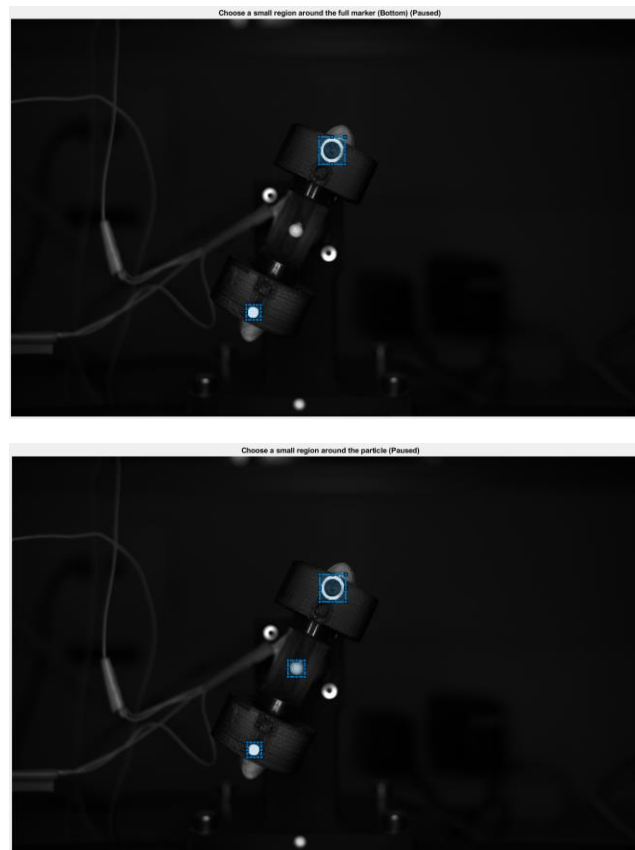 Choose a small region around the full marker (Bottom) (Paused)
Choose a small region around the particle (Paused)